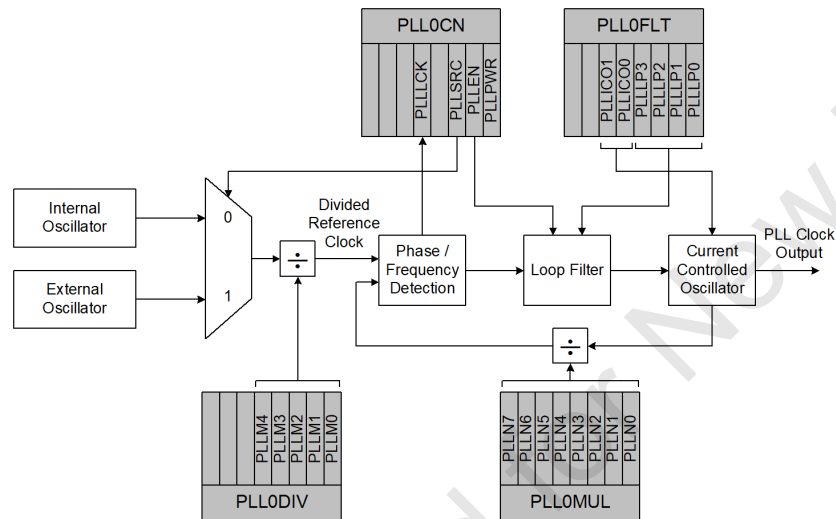 PLL0CN
PLLLCK
PLLSRC
PLLEN
PLLPWR
PLL0FLT
PLLICO1
PLLICO0
PLLLP3
PLLLP2
PLLLP1
PLLLP0
Internal
Oscillator
External
Oscillator
0
1
÷
Divided
Reference
Clock
Phase /
Frequency
Detection
Loop Filter
Current
Controlled
Oscillator
PLL Clock
Output
÷
PLLM4
PLLM3
PLLM2
PLLM1
PLLM0
PLL0DIV
PLLN7
PLLN6
PLLN5
PLLN4
PLLN3
PLLN2
PLLN1
PLLN0
PLL0MUL
for New